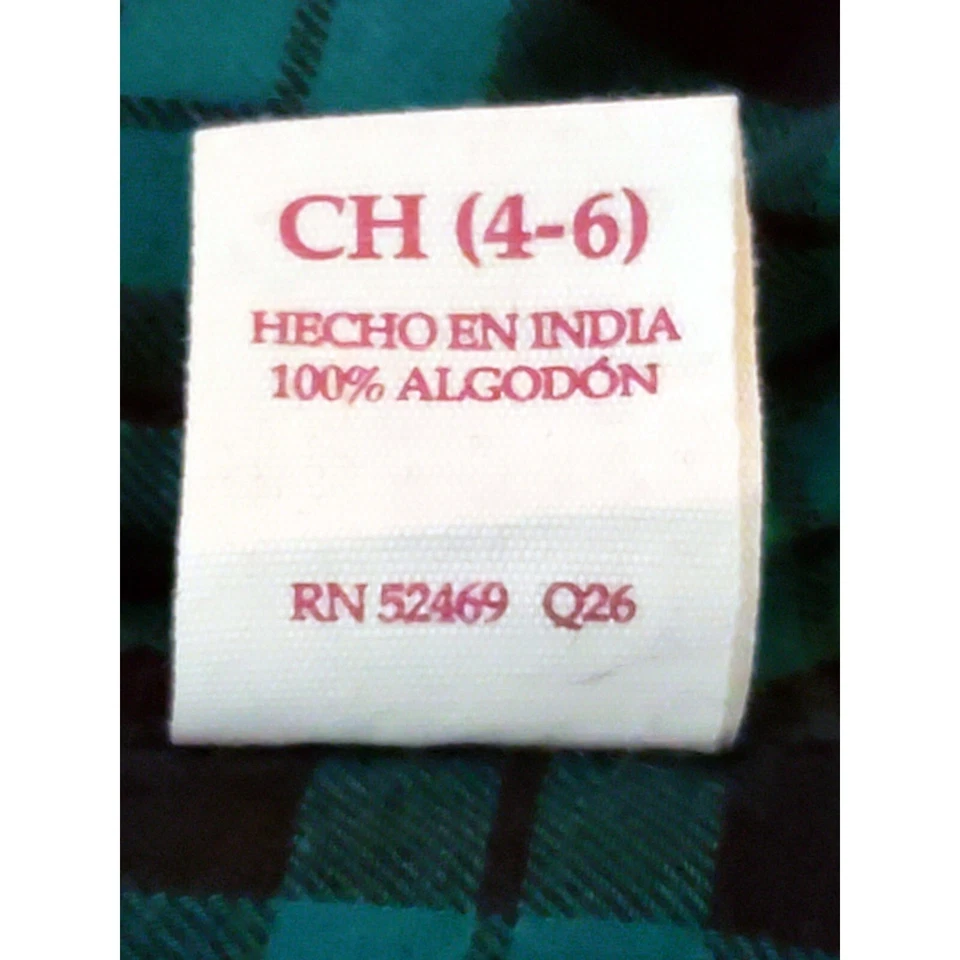 CH (4-6)
HECHO EN INDIA
100% ALGODÓN
RN 52469 Q26